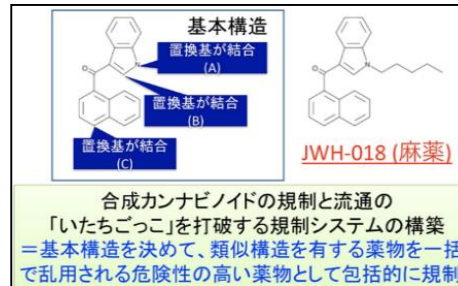 基本構造
置換基が結合
(A)
置換基が結合
(B)
置換基が結合
(C)
O
N
O
N
JWH-018 (麻薬)
合成カンナビノイドの規制と流通の
「いたちごっこ」を打破する規制システムの構築
=基本構造を決めて、類似構造を有する薬物を一括
で乱用される危険性の高い薬物として包括的に規制